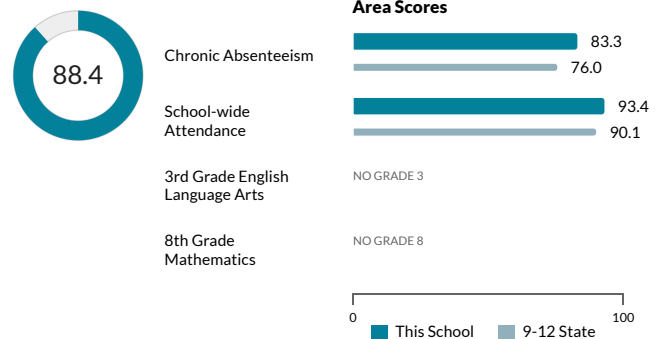 Area Scores
88.4
Chronic Absenteeism
83.3
76.0
School-wide
Attendance
93.4
90.1
3rd Grade English
Language Arts
NO GRADE 3
8th Grade
Mathematics
NO GRADE 8
0
100
This School
9-12 State